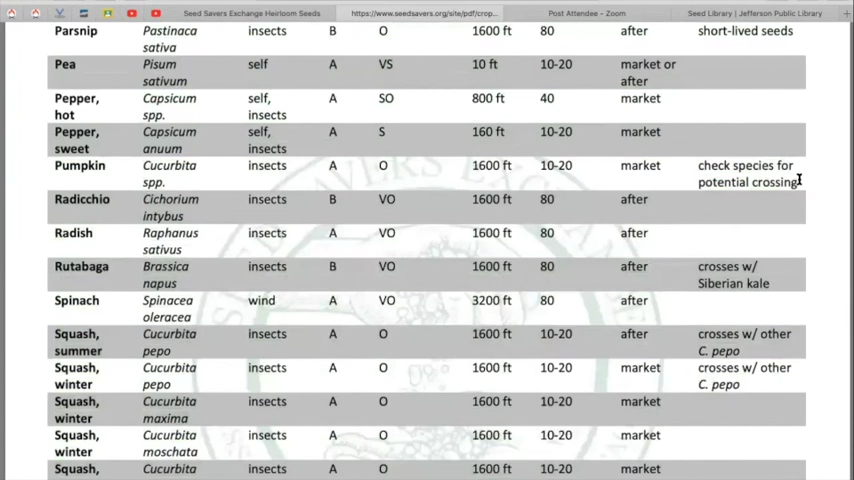 Seed Savers Exchange Heirloom Seeds https://www.seedsavers.org/site/pdf/crop... Post Attendee - Zoom Seed Library | Jefferson Public Library
Parsnip Pastinaca insects B O 1600 ft 80 after short-lived seeds
sativa
Pea Pisum self A VS 10 ft 10-20 market or
sativum after
Pepper, Capsicum self, A SO 800 ft 40 market
hot spp. insects
Pepper, Capsicum self, A S 160 ft 10-20 market
sweet anuum insects
Pumpkin Cucurbita insects A O 1600 ft 10-20 market check species for
spp. potential crossing
Radicchio Cichorium insects B VO 1600 ft 80 after
intybus
Radish Raphanus insects A VO 1600 ft 80 after
sativus
Rutabaga Brassica insects B VO 1600 ft 80 after crosses w/
napus Siberian kale
Spinach Spinacea wind A VO 3200 ft 80 after
oleracea
Squash, Cucurbita insects A O 1600 ft 10-20 after crosses w/ other
summer pepo C. pepo
Squash, Cucurbita insects A O 1600 ft 10-20 market crosses w/ other
winter pepo C. pepo
Squash, Cucurbita insects A O 1600 ft 10-20 market
winter maxima
Squash, Cucurbita insects A O 1600 ft 10-20 market
winter moschata
Squash, Cucurbita insects A O 1600 ft 10-20 market